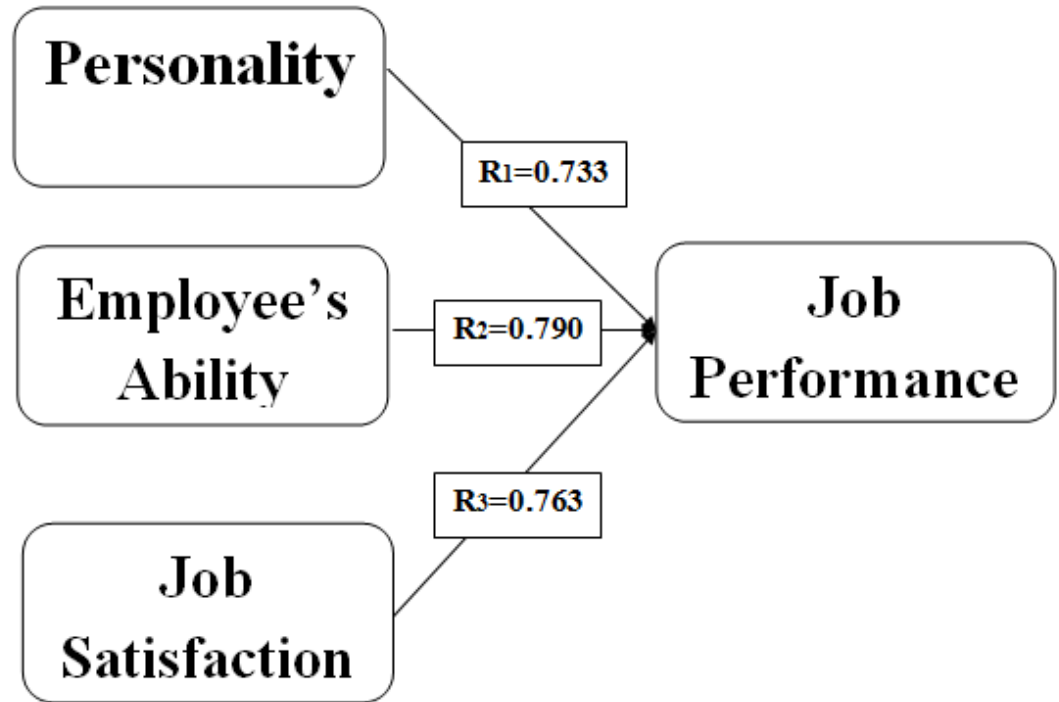 Personality
R1=0.733
Employee’s
Ability
R2=0.790
Job
Performance
R3=0.763
Job
Satisfaction